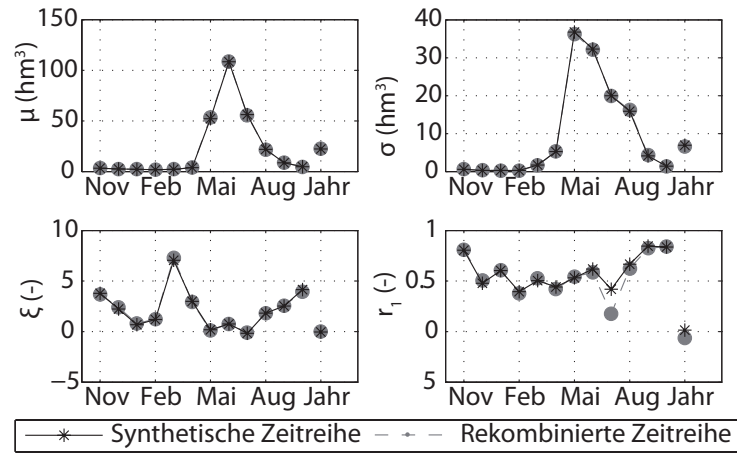 μ (hm³)
150
100
50
0
Nov Feb Mai Aug Jahr
σ (hm³)
40
30
20
10
0
Nov Feb Mai Aug Jahr
ξ (-)
10
5
0
−5
Nov Feb Mai Aug Jahr
r₁ (-)
1
0.5
0
5
Nov Feb Mai Aug Jahr
Synthetische Zeitreihe
Rekombinierte Zeitreihe